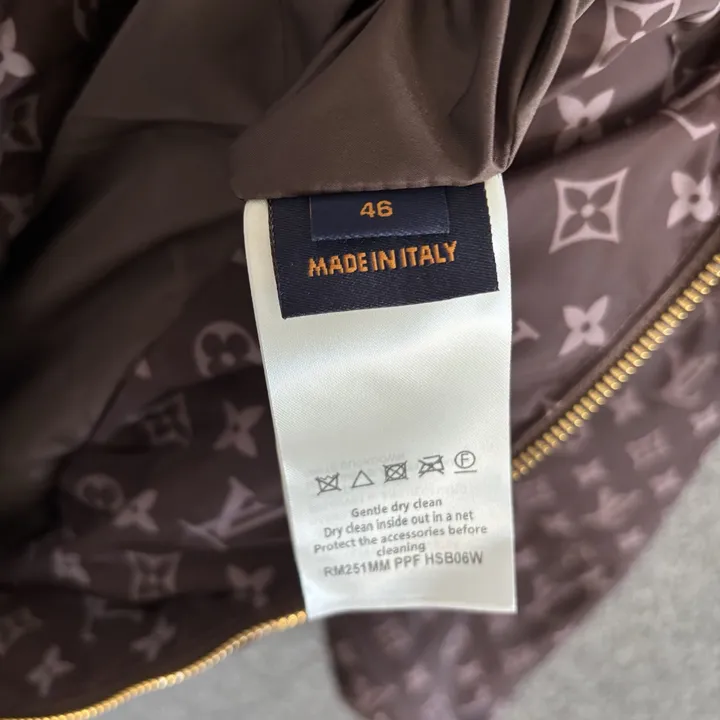 46
MADE IN ITALY
Gentle dry clean
Dry clean inside out in a net
Protect the accessories before
cleaning
RM251MM PPF HSB06W